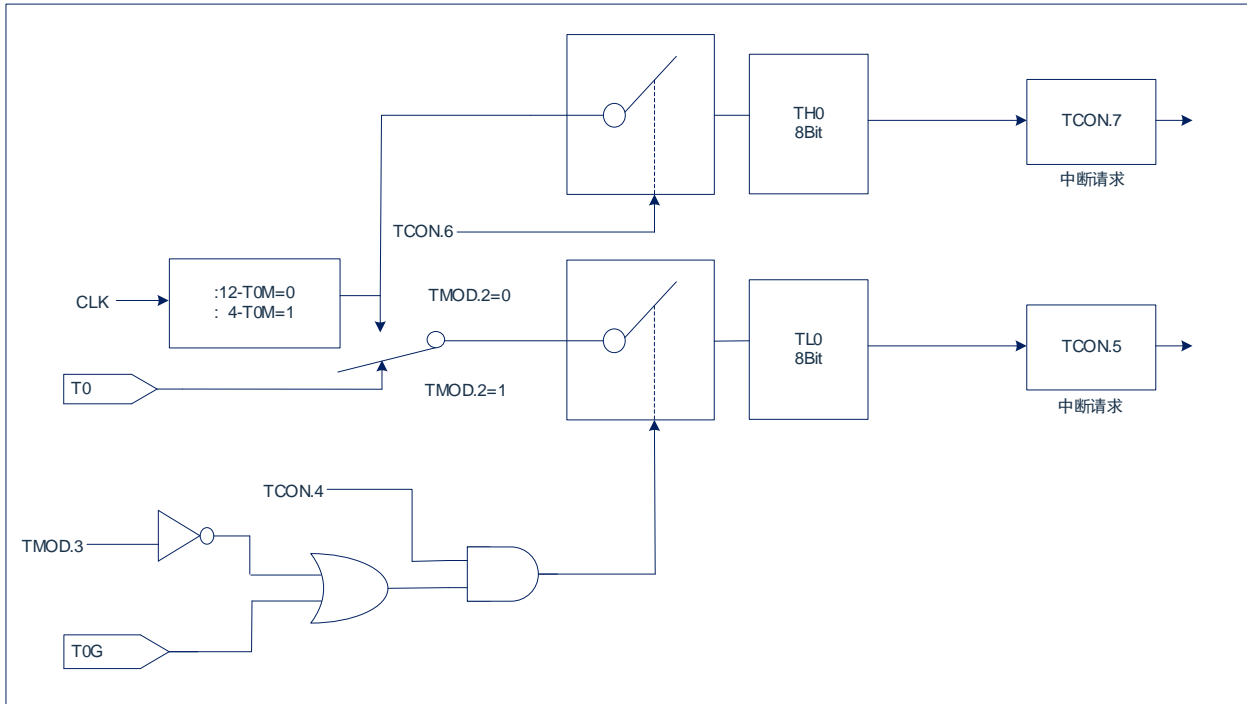 TH0
8Bit
TCON.7
中断请求
TCON.6
CLK
:12-T0M=0
: 4-T0M=1
TMOD.2=0
TL0
8Bit
TCON.5
T0
TMOD.2=1
中断请求
TCON.4
TMOD.3
T0G